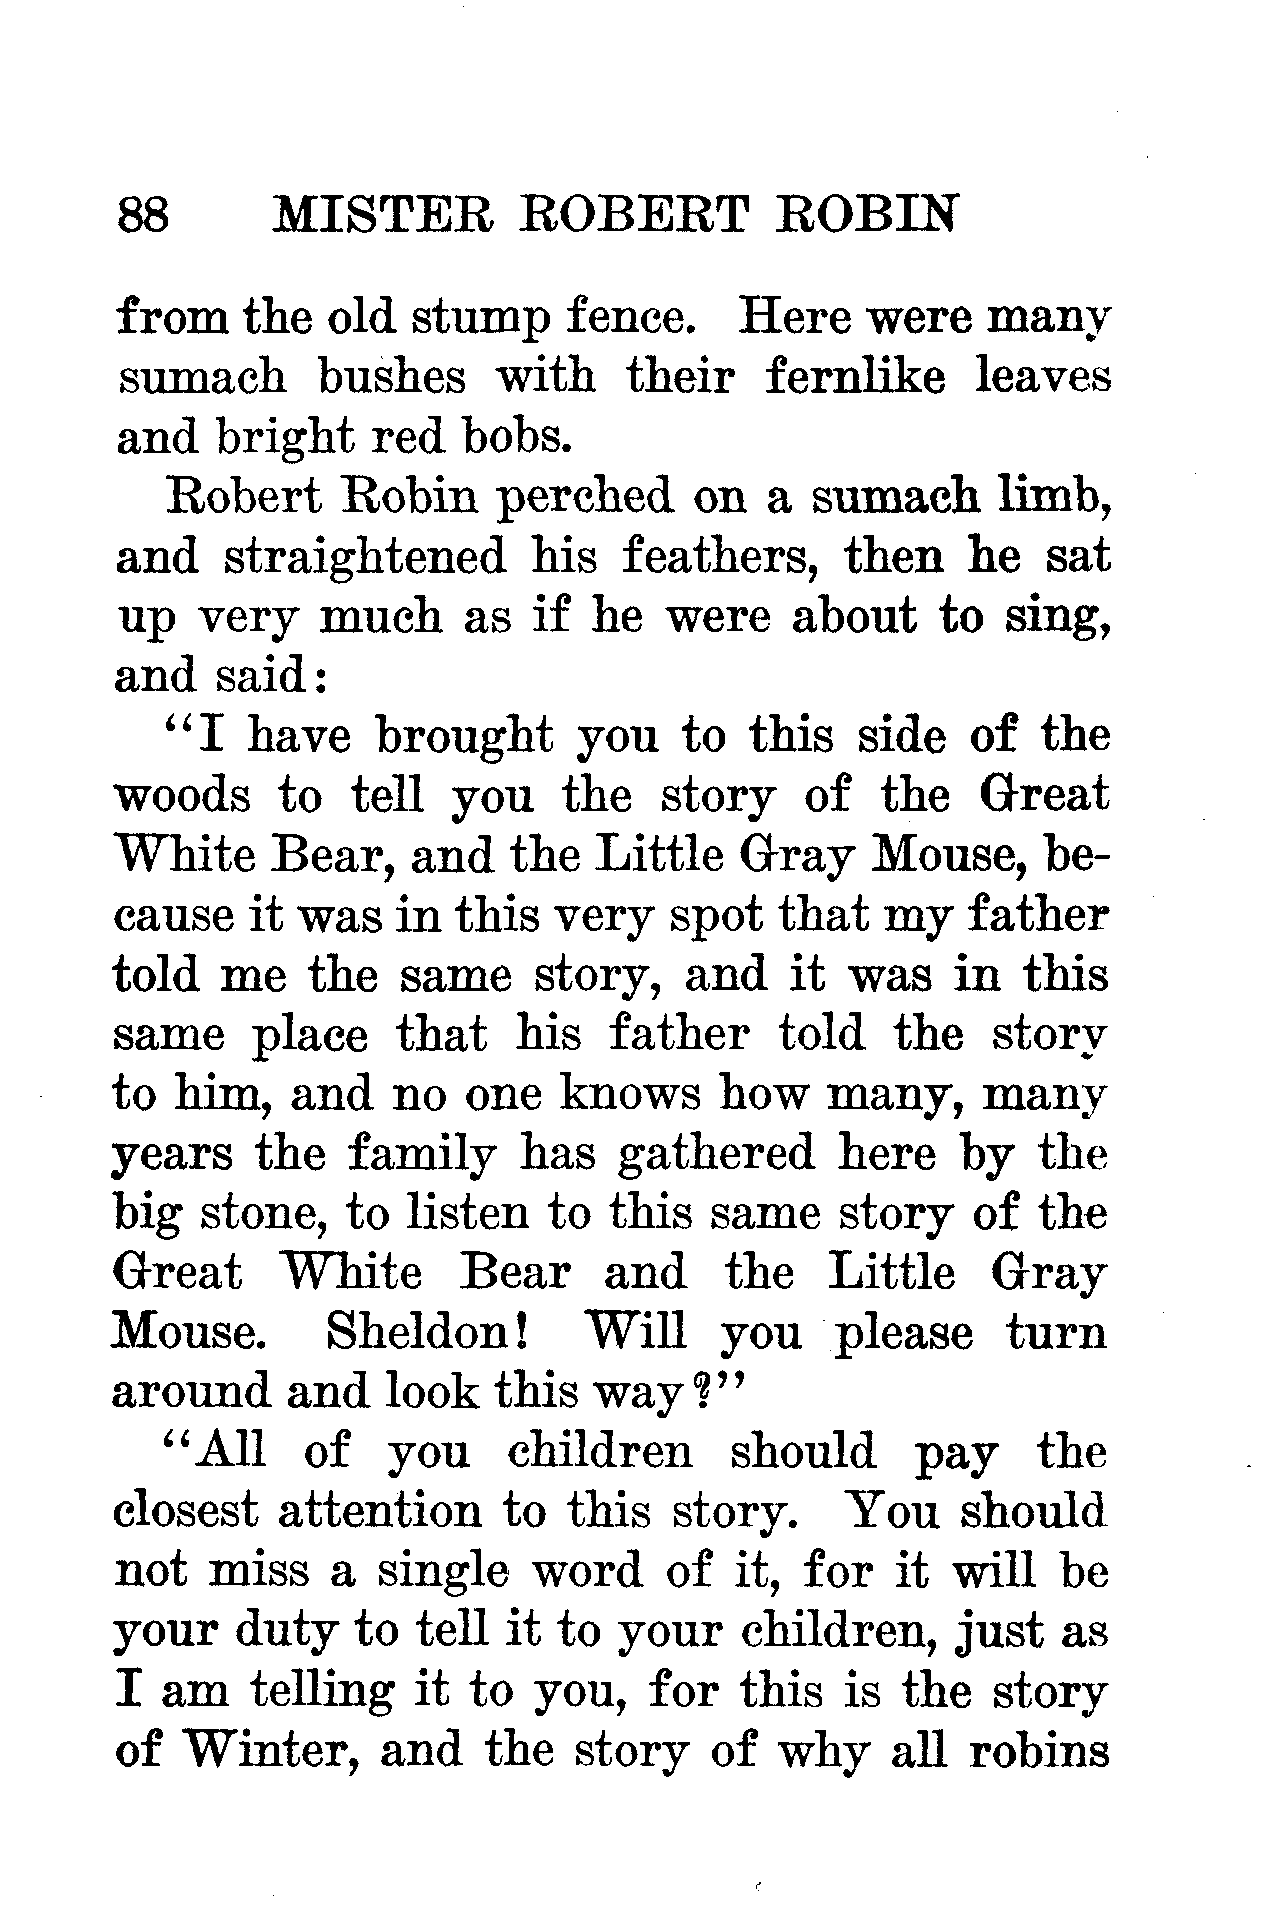 88 MISTER ROBERT ROBIN
from the old stump fence. Here were many
sumach bushes with their fernlike leaves
and bright red bobs.
Robert Robin perched on a sumach limb,
and straightened his feathers, then he sat
up very much as if he were about to sing,
and said:
“I have brought you to this side of the
woods to tell you the story of the Great
White Bear, and the Little Gray Mouse, be-
cause it was in this very spot that my father
told me the same story, and it was in this
same place that his father told the story
to him, and no one knows how many, many
years the family has gathered here by the
big stone, to listen to this same story of the
Great White Bear and the Little Gray
Mouse. Sheldon! Will you please turn
around and look this way?”
“All of you children should pay the
closest attention to this story. You should
not miss a single word of it, for it will be
your duty to tell it to your children, just as
I am telling it to you, for this is the story
of Winter, and the story of why all robins